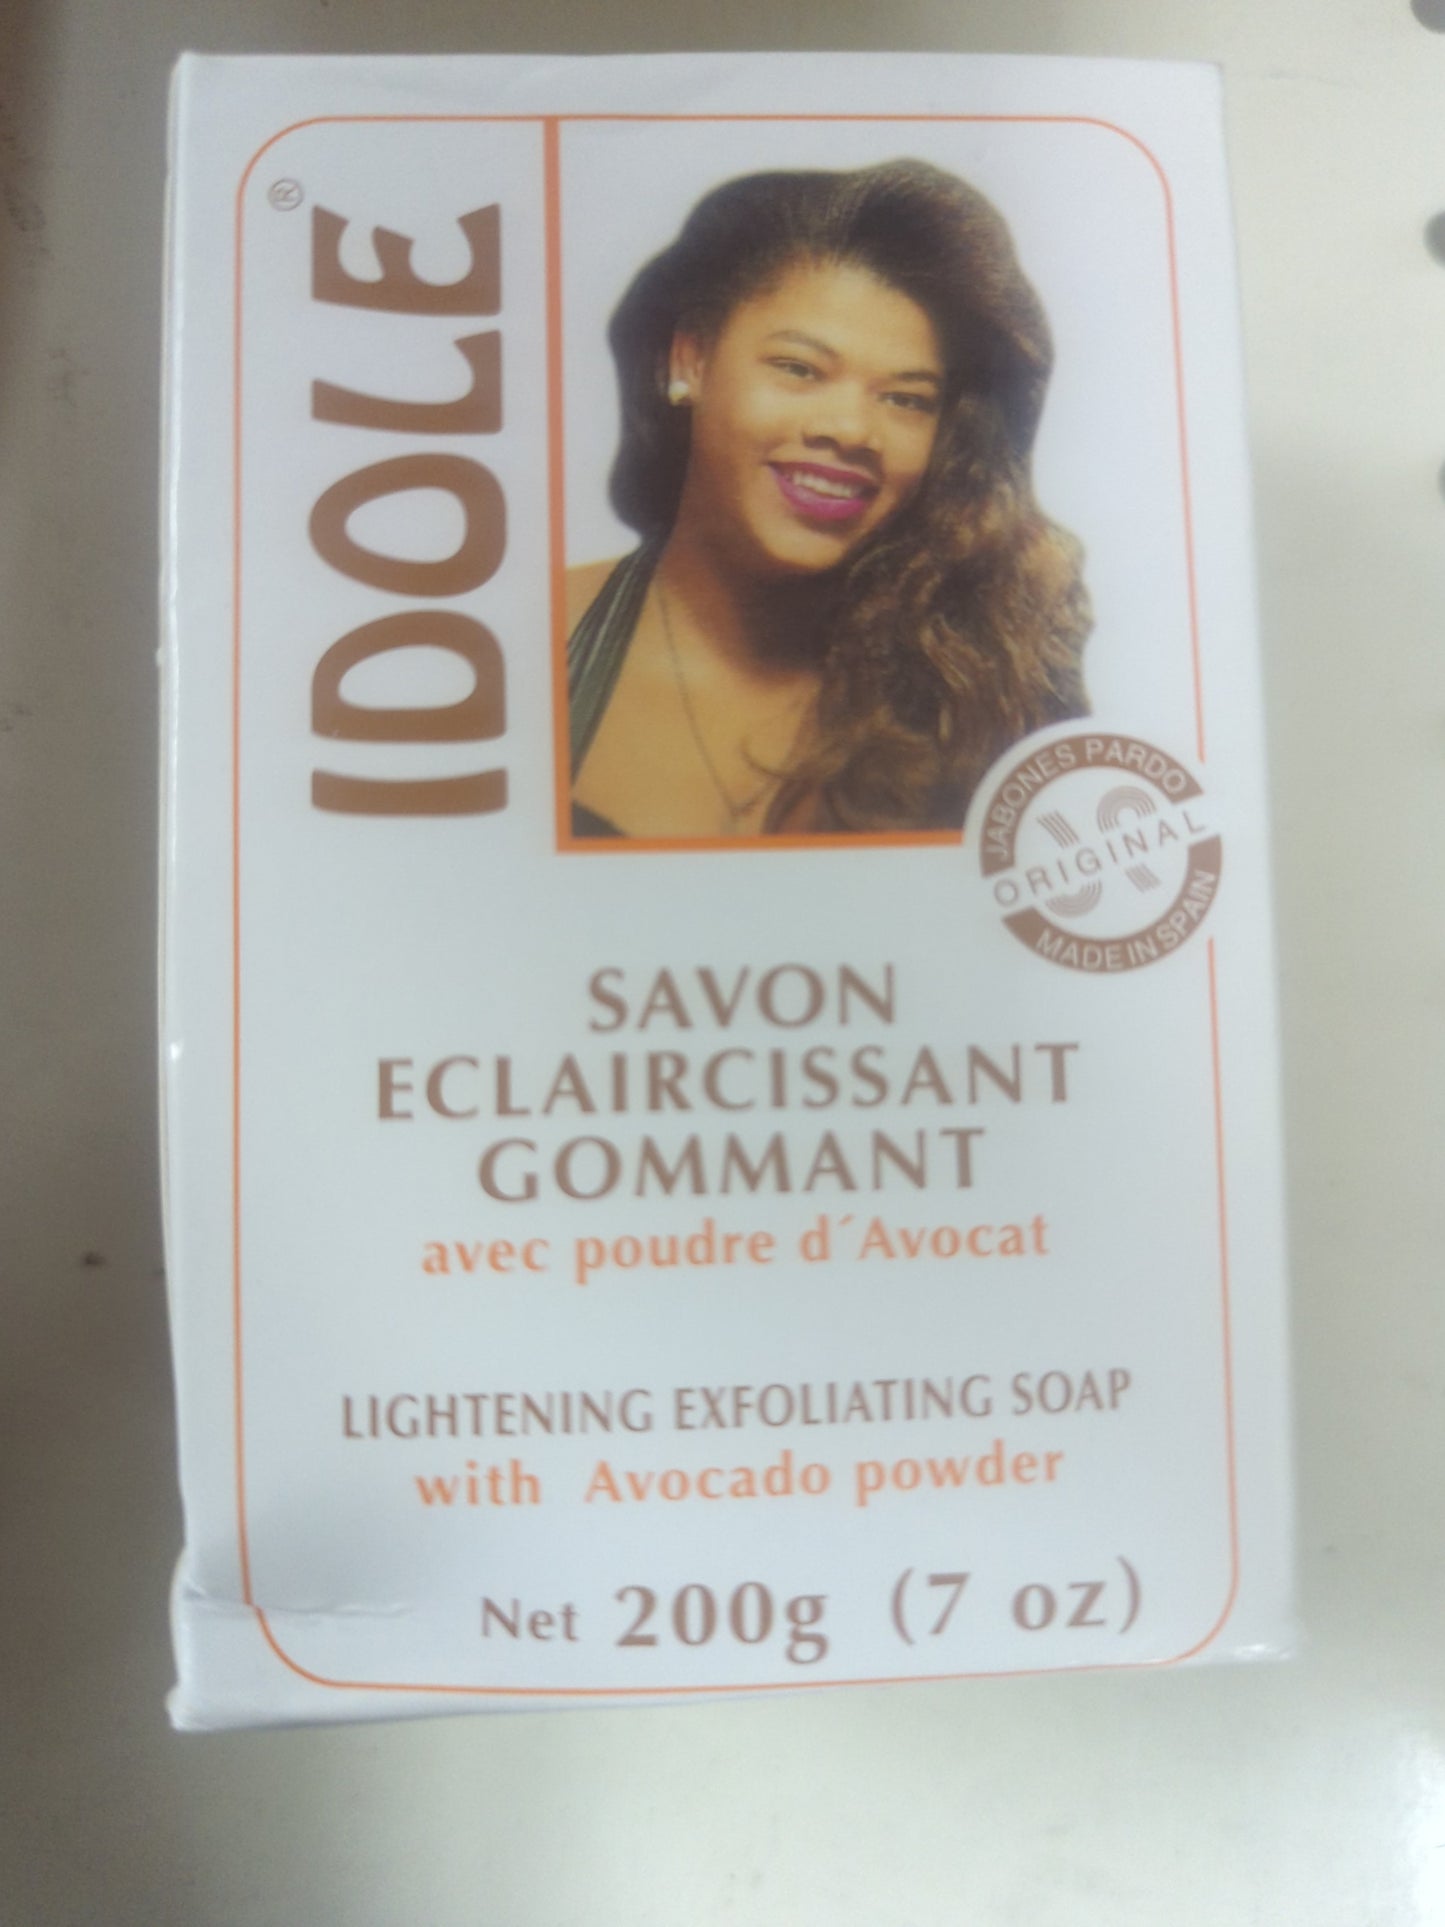 IDOLE®
JABONES PARDO
ORIGINAL
MADE IN SPAIN
SAVON
ECLAIRCISSANT
GOMMANT
avec poudre d´Avocat
LIGHTENING EXFOLIATING SOAP
with Avocado powder
Net 200g (7 oz)